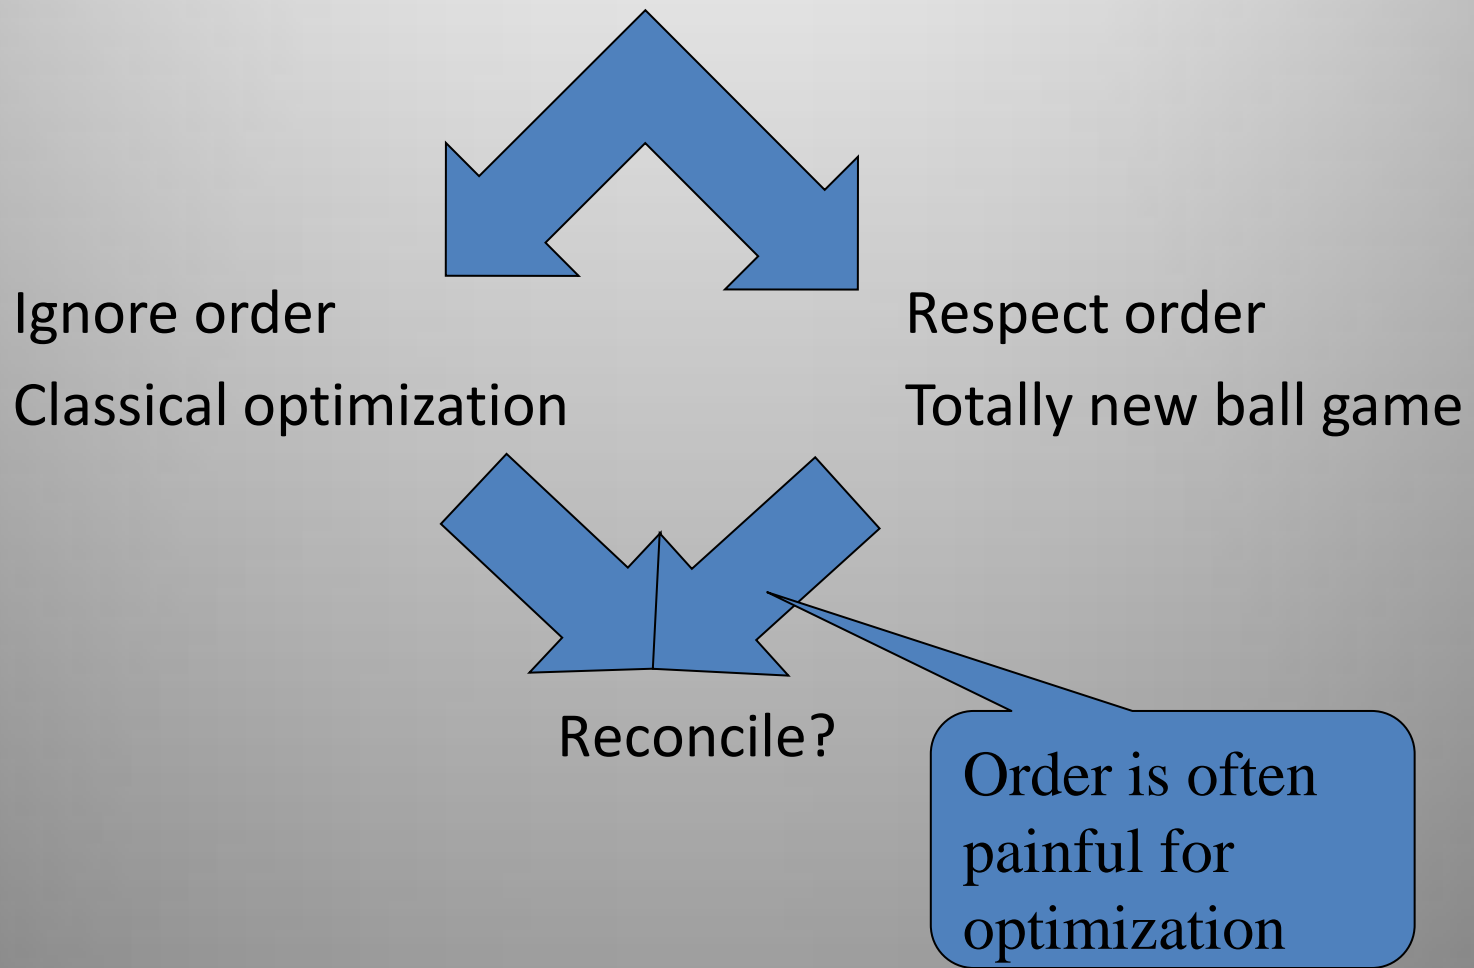 Ignore order
Classical optimization
Respect order
Totally new ball game
Reconcile?
Order is often
painful for
optimization